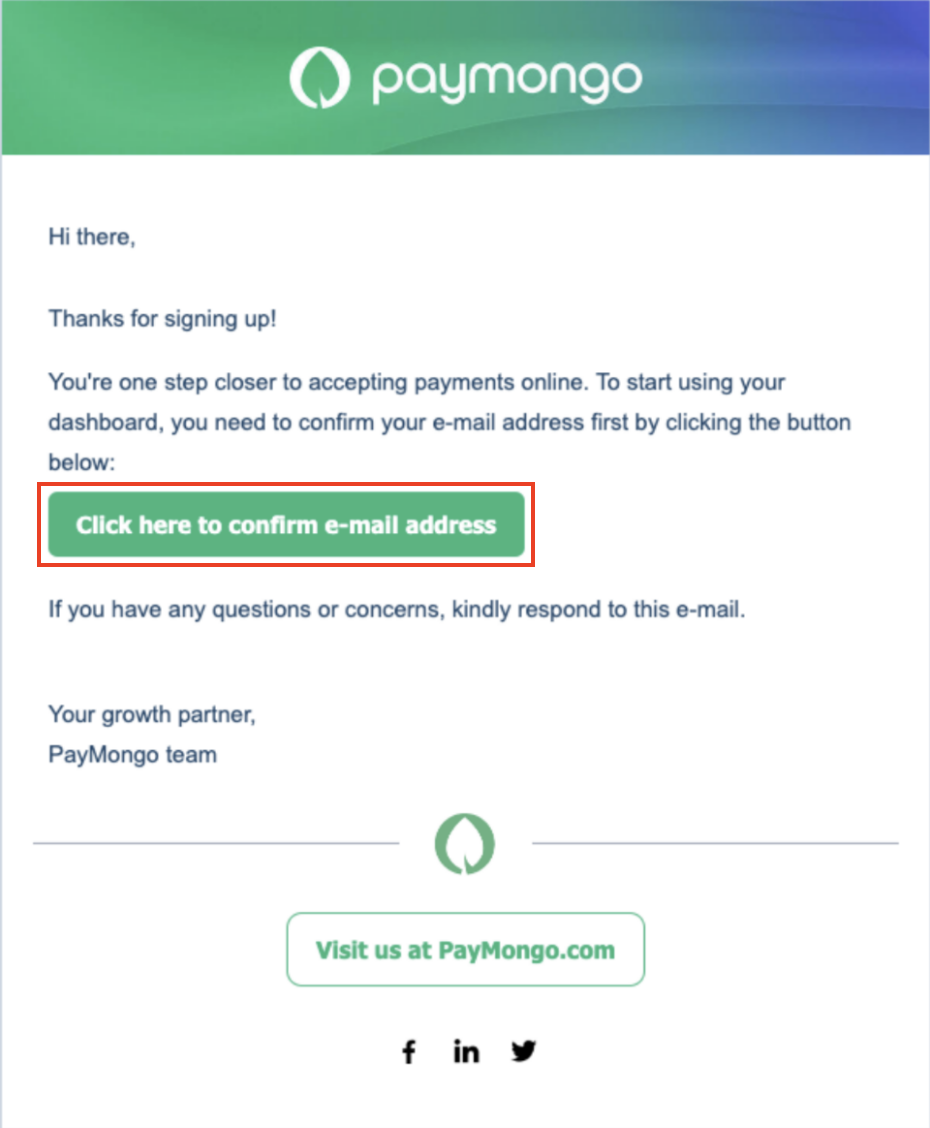 paymongo
Hi there,
Thanks for signing up!
You're one step closer to accepting payments online. To start using your
dashboard, you need to confirm your e-mail address first by clicking the button
below:
Click here to confirm e-mail address
If you have any questions or concerns, kindly respond to this e-mail.
Your growth partner,
PayMongo team
Visit us at PayMongo.com